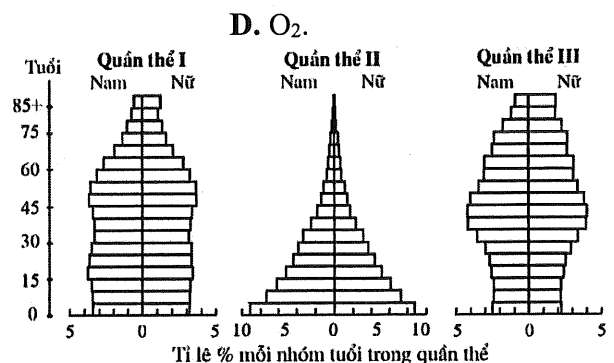 D. O₂.
Quần thể I Quần thể II Quần thể III
Tuổi
Nam Nữ Nam Nữ Nam Nữ
85+
75
60
45
30
15
0
5 0 5 10 5 0 5 10 5 0 5
Tỉ lệ % mỗi nhóm tuổi trong quần thể